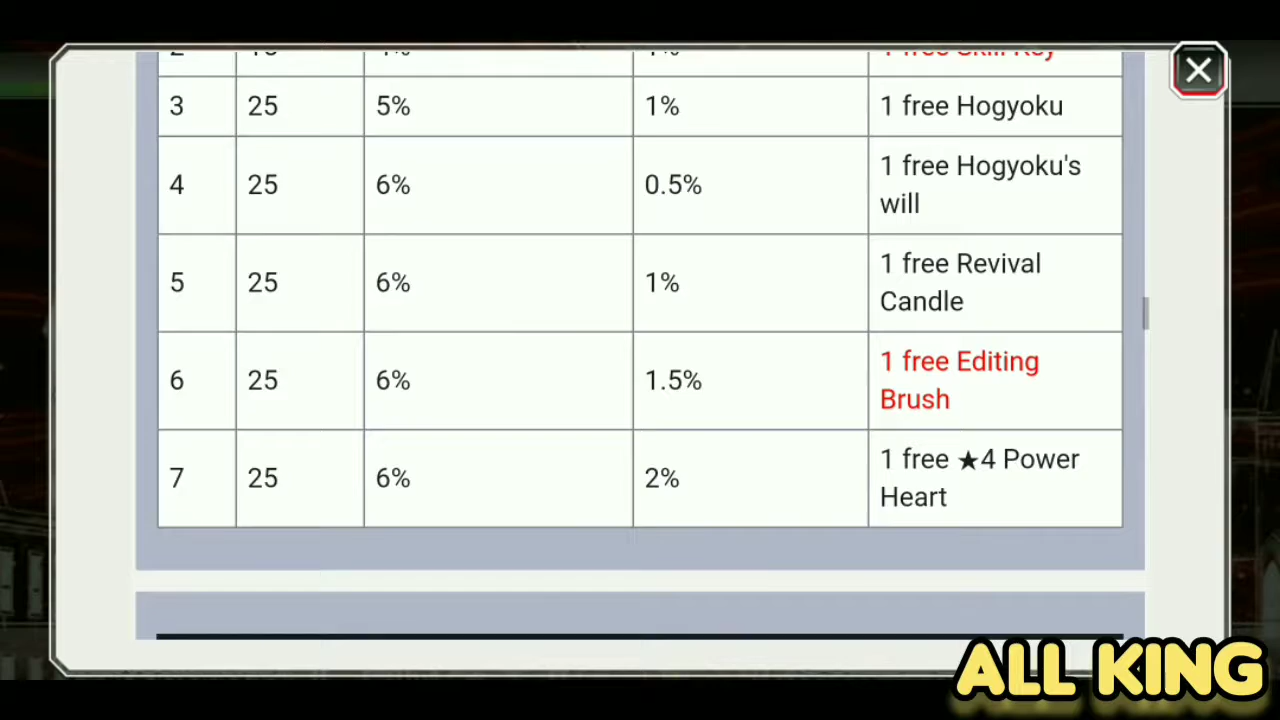 3 25 5% 1% 1 free Hogyoku
4 25 6% 0.5% 1 free Hogyoku's
will
5 25 6% 1% 1 free Revival
Candle
6 25 6% 1.5% 1 free Editing
Brush
7 25 6% 2% 1 free ★4 Power
Heart
ALL KING